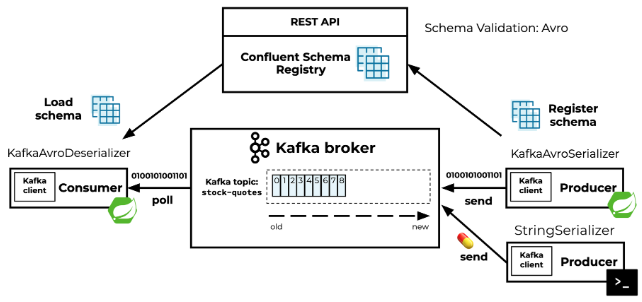 REST API
Schema Validation: Avro
Confluent Schema
Registry
Load
schema
Register
schema
KafkaAvroDeserializer
Kafka broker
KafkaAvroSerializer
Kafka
client
Consumer
0100101001101
poll
Kafka topic:
stock-quotes
0 1 2 3 4 5 6 7 8
old
new
0100101001101
send
Kafka
client
Producer
StringSerializer
send
Kafka
client
Producer
>_